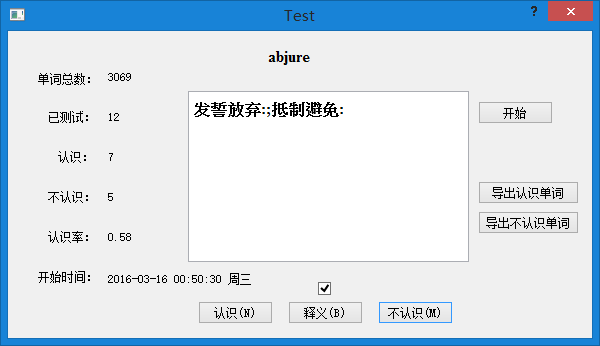 Test
?
abjure
单词总数: 3069
已测试: 12
认识: 7
不认识: 5
认识率: 0.58
开始时间: 2016-03-16 00:50:30 周三
发誓放弃:;抵制避免:
开始
导出认识单词
导出不认识单词
认识(N) 释义(B) 不认识(M)